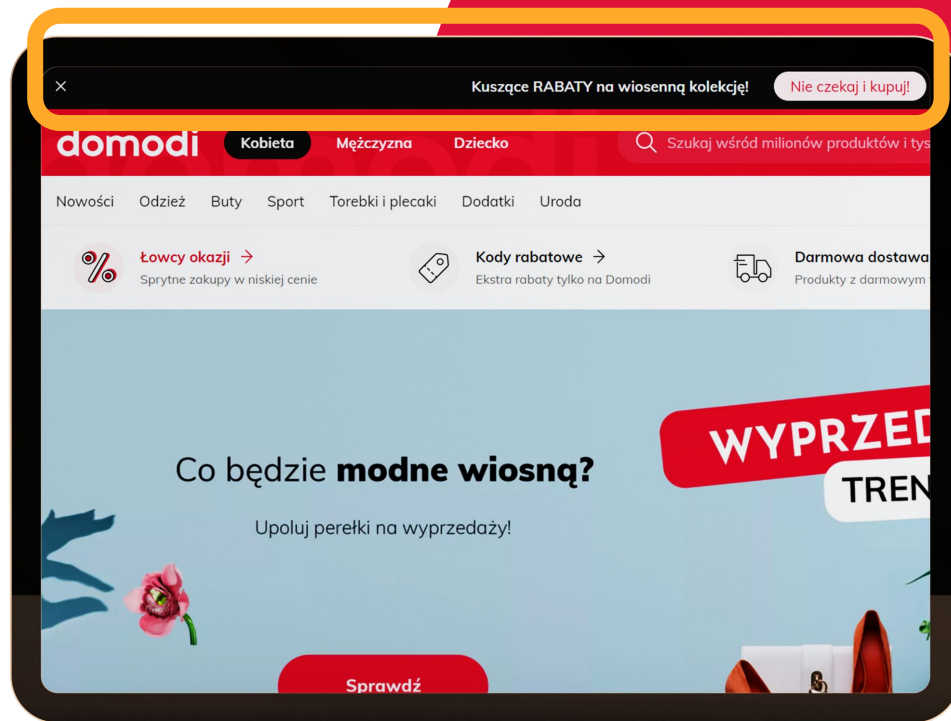 Kuszące RABATY na wiosenną kolekcję! Nie czekaj i kupuj!
domodi Kobieta Mężczyzna Dziecko Szukaj wśród milionów produktów i tys
Nowości Odzież Buty Sport Torebki i plecaki Dodatki Uroda
Łowcy okazji → Kody rabatowe → Darmowa dostawa
Sprytne zakupy w niskiej cenie Ekstra rabaty tylko na Domodi Produkty z darmowym
WYPRZED
TREN
Co będzie modne wiosną?
Upoluj perełki na wyprzedaży!
Sprawdź